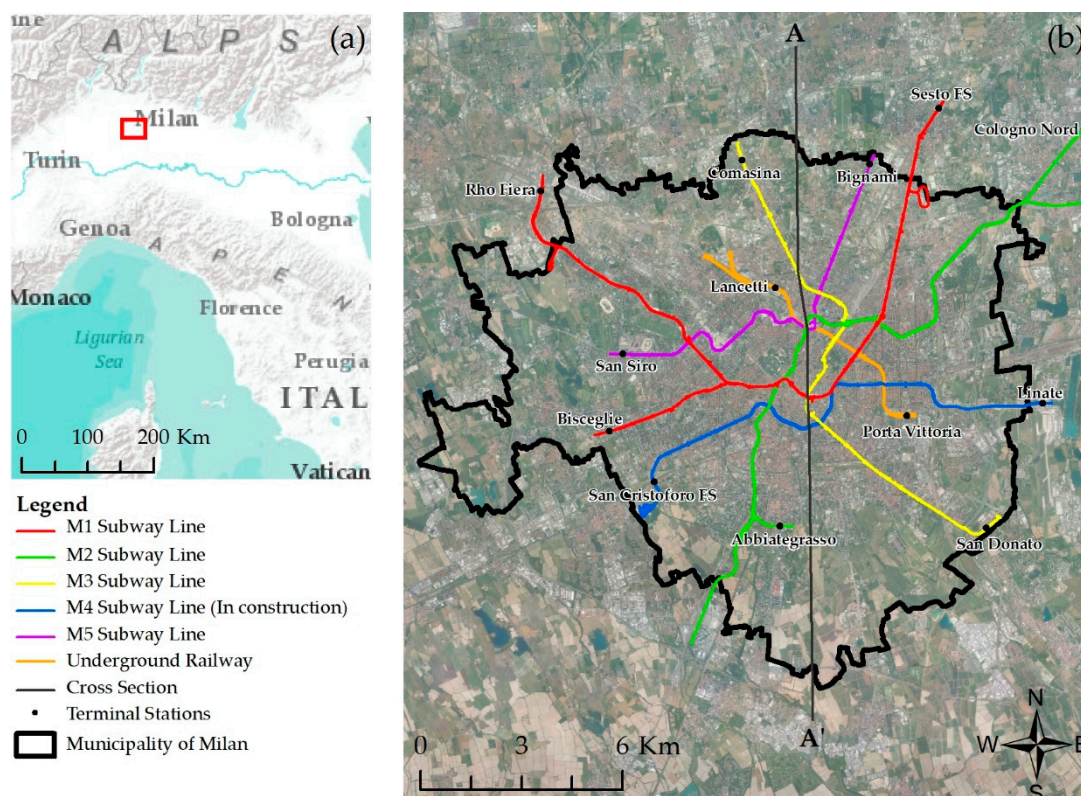 (a)
A L P S
Milan
Turin
Genoa
Bologna
A P E N
Monaco
Florence
Ligurian
Sea
Perugia
ITAL
0 100 200 Km
Vatican
Legend
M1 Subway Line
M2 Subway Line
M3 Subway Line
M4 Subway Line (In construction)
M5 Subway Line
Underground Railway
Cross Section
Terminal Stations
Municipality of Milan
(b)
A
Sesto FS
Cologno Nord
Comasina
Bignami
Rho Fiera
Lancetti
San Siro
Linate
Bisceglie
Porta Vittoria
San Cristoforo FS
Abbiategrasso
San Donato
A'
0 3 6 Km
N
W E
S